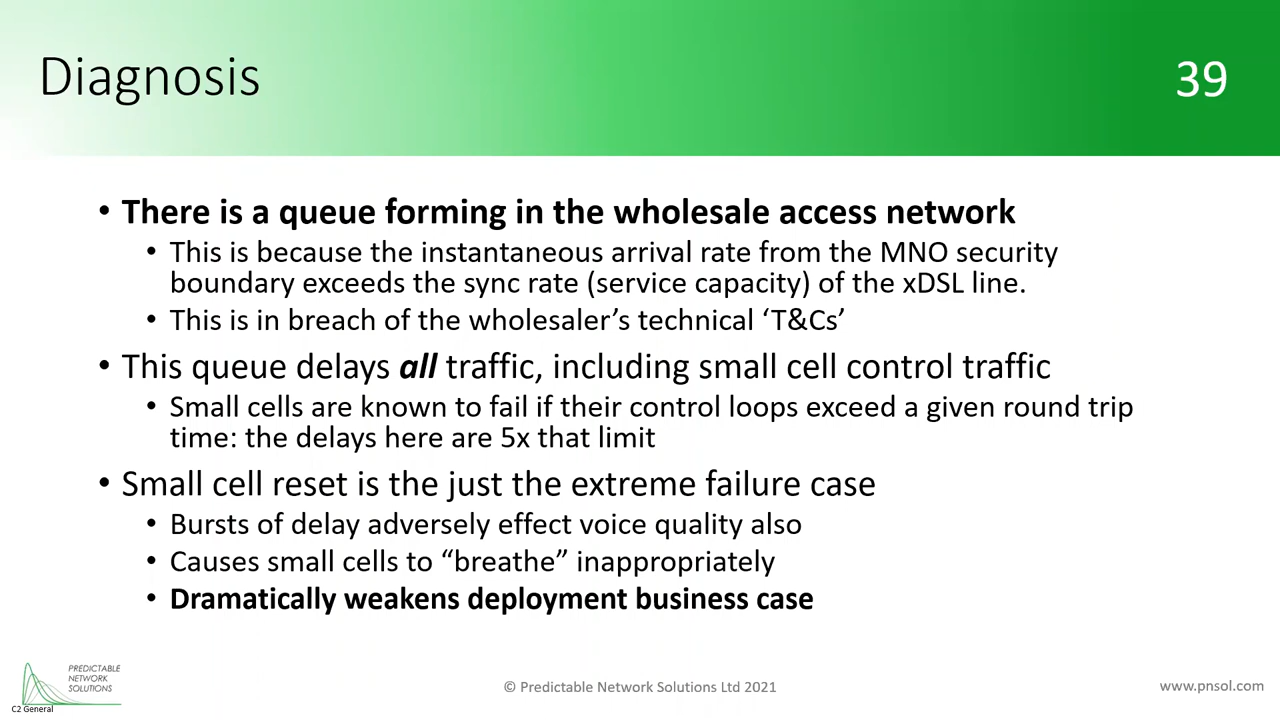 Diagnosis
39
• There is a queue forming in the wholesale access network
• This is because the instantaneous arrival rate from the MNO security
boundary exceeds the sync rate (service capacity) of the xDSL line.
• This is in breach of the wholesaler’s technical ‘T&Cs’
• This queue delays all traffic, including small cell control traffic
• Small cells are known to fail if their control loops exceed a given round trip
time: the delays here are 5x that limit
• Small cell reset is the just the extreme failure case
• Bursts of delay adversely effect voice quality also
• Causes small cells to “breathe” inappropriately
• Dramatically weakens deployment business case
PREDICTABLE
NETWORK
SOLUTIONS
C2 General
© Predictable Network Solutions Ltd 2021
www.pnsol.com